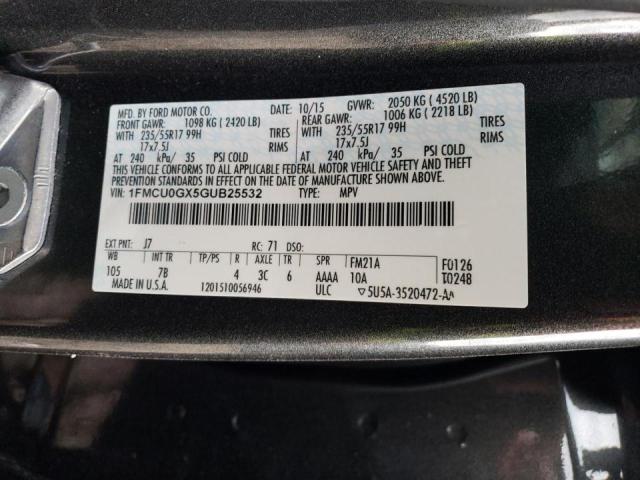 MFD. BY FORD MOTOR CO. 10/15 GVWR: 2050 KG ( 4520 LB)
FRONT GAWR: 1098 KG ( 2420 LB) REAR GAWR: 1006 KG ( 2218 LB)
WITH 235/55R17 99H TIRES WITH 235/55R17 99H TIRES
17x7.5J RIMS 17x7.5J RIMS
AT 240 kPa/ 35 PSI COLD AT 240 kPa/ 35 PSI COLD
THIS VEHICLE CONFORMS TO ALL APPLICABLE FEDERAL MOTOR VEHICLE SAFETY AND THEFT
PREVENTION STANDARDS IN EFFECT ON THE DATE OF MANUFACTURE SHOWN ABOVE.
VIN: 1FMCU0GX5GUB25532 TYPE: MPV
EXT PNT: J7 RC: 71 DSO:
WB INT TR TP/PS R AXLE TR SPR FM21A F0126
105 7B 4 3C 6 AAAA 10A T0248
MADE IN U.S.A. 1201510056946 ULC 5U5A-3520472-AA